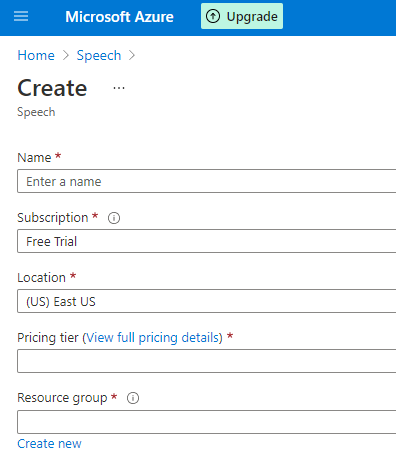 Microsoft Azure Upgrade
Home > Speech >
Create ...
Speech
Name *
Enter a name
Subscription *
Free Trial
Location *
(US) East US
Pricing tier (View full pricing details) *
Resource group *
Create new